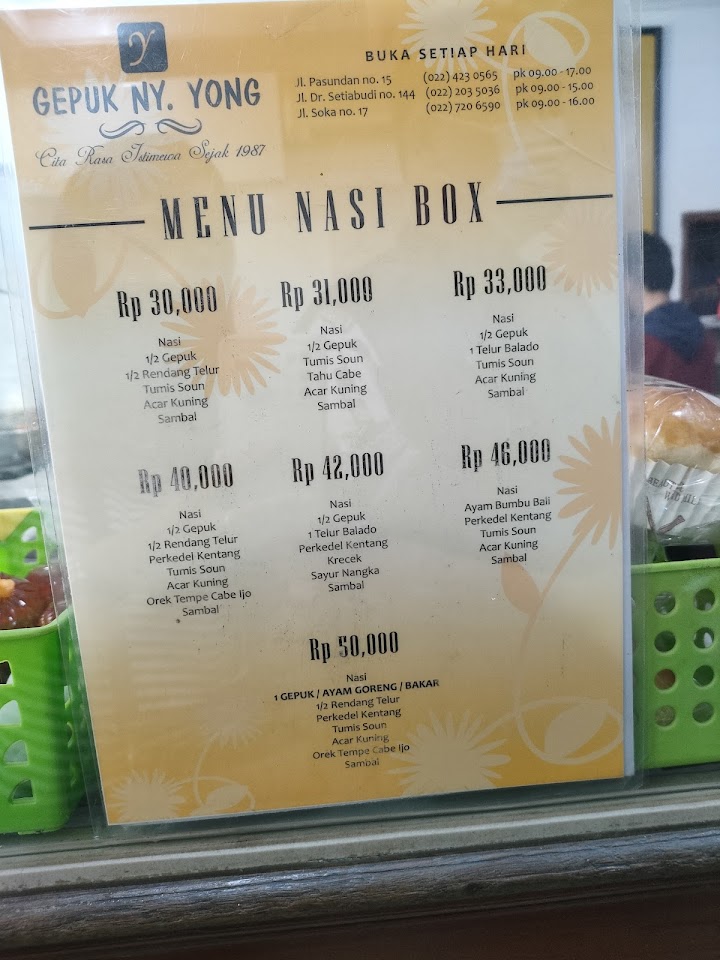 Y
GEPUK NY. YONG
Cita Rasa Istimewa Sejak 1987
BUKA SETIAP HARI
Jl. Pasundan no. 15 (022) 423 0565 pk 09.00 - 17.00
Jl. Dr. Setiabudi no. 144 (022) 203 5036 pk 09.00 - 15.00
Jl. Soka no. 17 (022) 720 6590 pk 09.00 - 16.00
MENU NASI BOX
Rp 30,000
Nasi
1/2 Gepuk
1/2 Rendang Telur
Tumis Soun
Acar Kuning
Sambal
Rp 31,000
Nasi
1/2 Gepuk
Tumis Soun
Tahu Cabe
Acar Kuning
Sambal
Rp 33,000
Nasi
1/2 Gepuk
1 Telur Balado
Tumis Soun
Acar Kuning
Sambal
Rp 40,000
Nasi
1/2 Gepuk
1/2 Rendang Telur
Perkedel Kentang
Tumis Soun
Acar Kuning
Orek Tempe Cabe Ijo
Sambal
Rp 42,000
Nasi
1/2 Gepuk
1 Telur Balado
Perkedel Kentang
Krecek
Sayur Nangka
Sambal
Rp 46,000
Nasi
Ayam Bumbu Bali
Perkedel Kentang
Tumis Soun
Acar Kuning
Sambal
Rp 50,000
Nasi
1 GEPUK / AYAM GORENG / BAKAR
1/2 Rendang Telur
Perkedel Kentang
Tumis Soun
Acar Kuning
Orek Tempe Cabe Ijo
Sambal